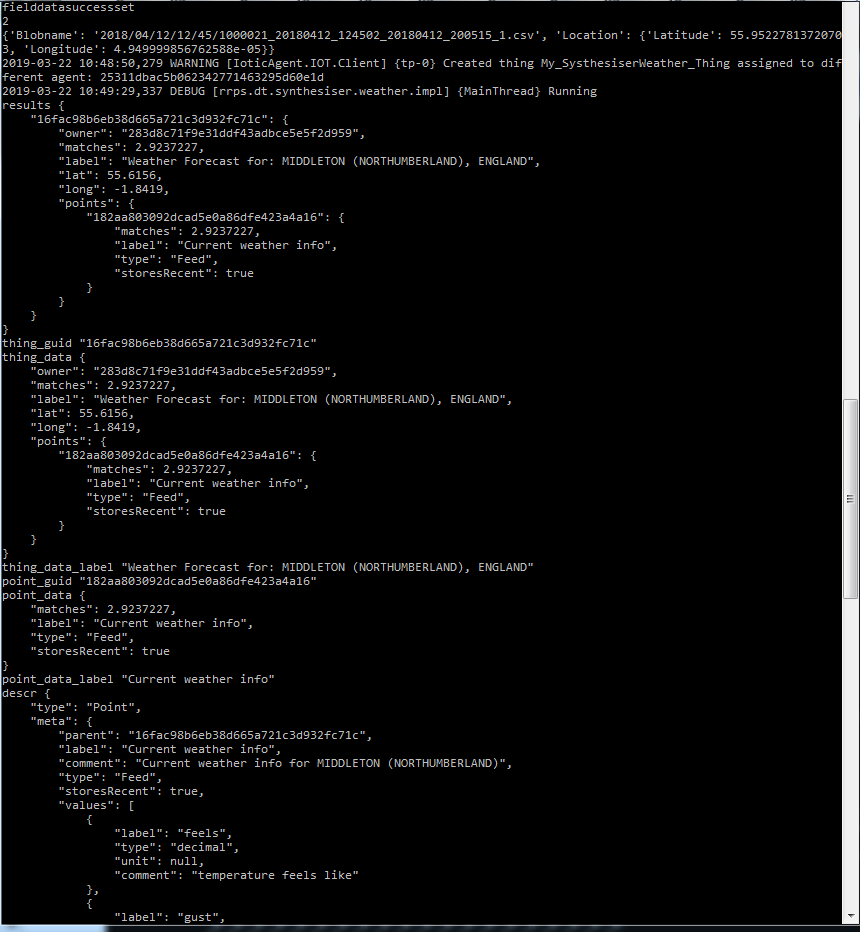 fielddatasuccessset
2
{'Blobname': '2018/04/12/12/45/1000021_20180412_124502_20180412_200515_1.csv', 'Location': {'Latitude': 55.9522781372070
3, 'Longitude': 4.949999856762588e-05}}
2019-03-22 10:48:50,279 WARNING [IoticAgent.IOT.Client] {tp-0} Created thing My_SysthesiserWeather_Thing assigned to dif
ferent agent: 25311dbac5b062342771463295d60e1d
2019-03-22 10:49:29,337 DEBUG [rrps.dt.synthesiser.weather.impl] {MainThread} Running
results {
    "16fac98b6eb38d665a721c3d932fc71c": {
        "owner": "283d8c71f9e31ddf43adbce5e5f2d959",
        "matches": 2.9237227,
        "label": "Weather Forecast for: MIDDLETON (NORTHUMBERLAND), ENGLAND",
        "lat": 55.6156,
        "long": -1.8419,
        "points": {
            "182aa803092dcad5e0a86dfe423a4a16": {
                "matches": 2.9237227,
                "label": "Current weather info",
                "type": "Feed",
                "storesRecent": true
            }
        }
    }
}
thing_guid "16fac98b6eb38d665a721c3d932fc71c"
thing_data {
    "owner": "283d8c71f9e31ddf43adbce5e5f2d959",
    "matches": 2.9237227,
    "label": "Weather Forecast for: MIDDLETON (NORTHUMBERLAND), ENGLAND",
    "lat": 55.6156,
    "long": -1.8419,
    "points": {
        "182aa803092dcad5e0a86dfe423a4a16": {
            "matches": 2.9237227,
            "label": "Current weather info",
            "type": "Feed",
            "storesRecent": true
        }
    }
}
thing_data_label "Weather Forecast for: MIDDLETON (NORTHUMBERLAND), ENGLAND"
point_guid "182aa803092dcad5e0a86dfe423a4a16"
point_data {
    "matches": 2.9237227,
    "label": "Current weather info",
    "type": "Feed",
    "storesRecent": true
}
point_data_label "Current weather info"
descr {
    "type": "Point",
    "meta": {
        "parent": "16fac98b6eb38d665a721c3d932fc71c",
        "label": "Current weather info",
        "comment": "Current weather info for MIDDLETON (NORTHUMBERLAND)",
        "type": "Feed",
        "storesRecent": true,
        "values": [
            {
                "label": "feels",
                "type": "decimal",
                "unit": null,
                "comment": "temperature feels like"
            },
            {
                "label": "gust",